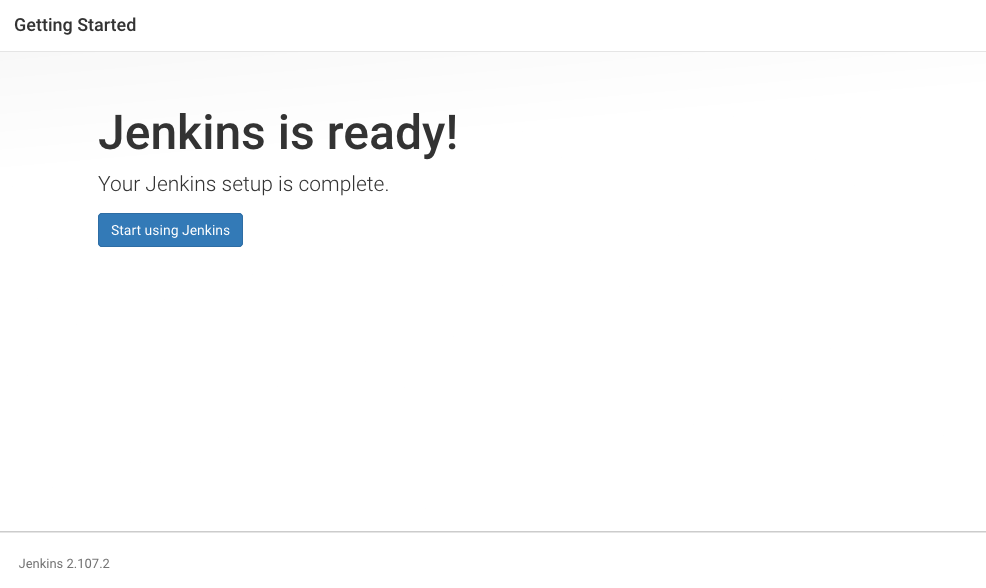 Getting Started
Jenkins is ready!
Your Jenkins setup is complete.
Start using Jenkins
Jenkins 2.107.2